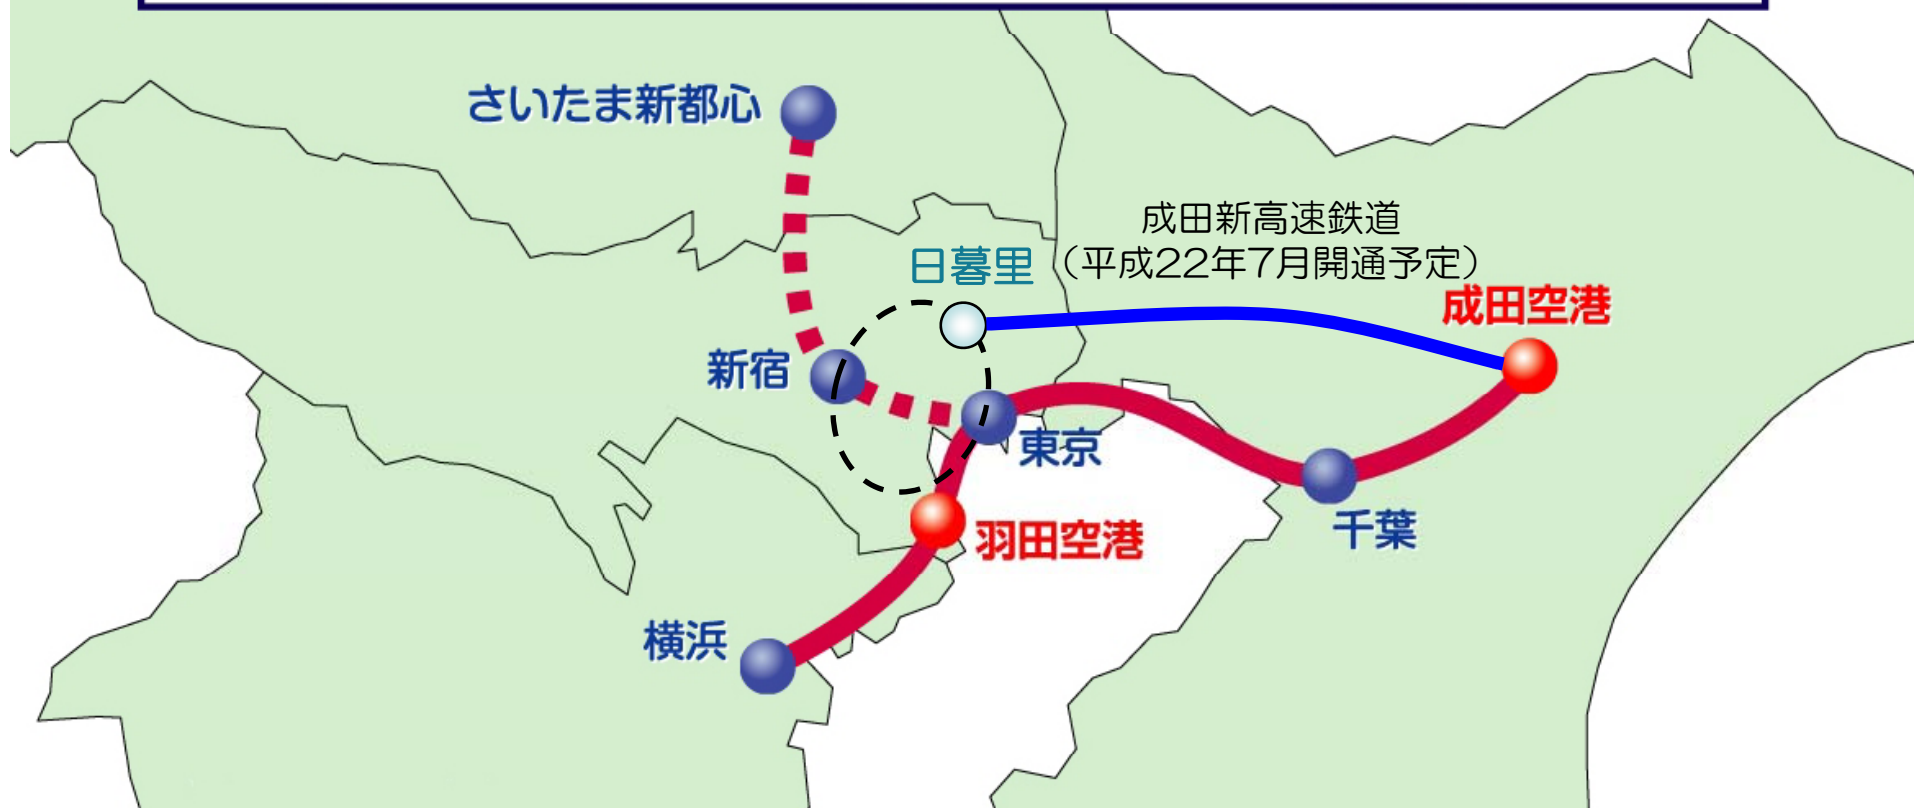 さいたま新都心
成田新高速鉄道
日暮里
（平成22年7月開通予定）
成田空港
新宿
東京
千葉
羽田空港
横浜